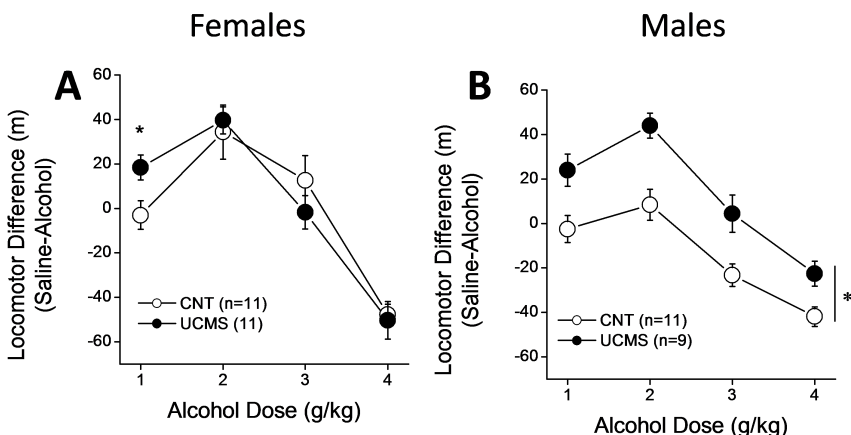 Females
Males
A
Locomotor Difference (m)
(Saline-Alcohol)
60
40
20
0
-20
-40
-60
*
CNT (n=11)
UCMS (11)
1 2 3 4
Alcohol Dose (g/kg)
B
Locomotor Difference (m)
(Saline-Alcohol)
60
40
20
0
-20
-40
-60
*
CNT (n=11)
UCMS (n=9)
1 2 3 4
Alcohol Dose (g/kg)